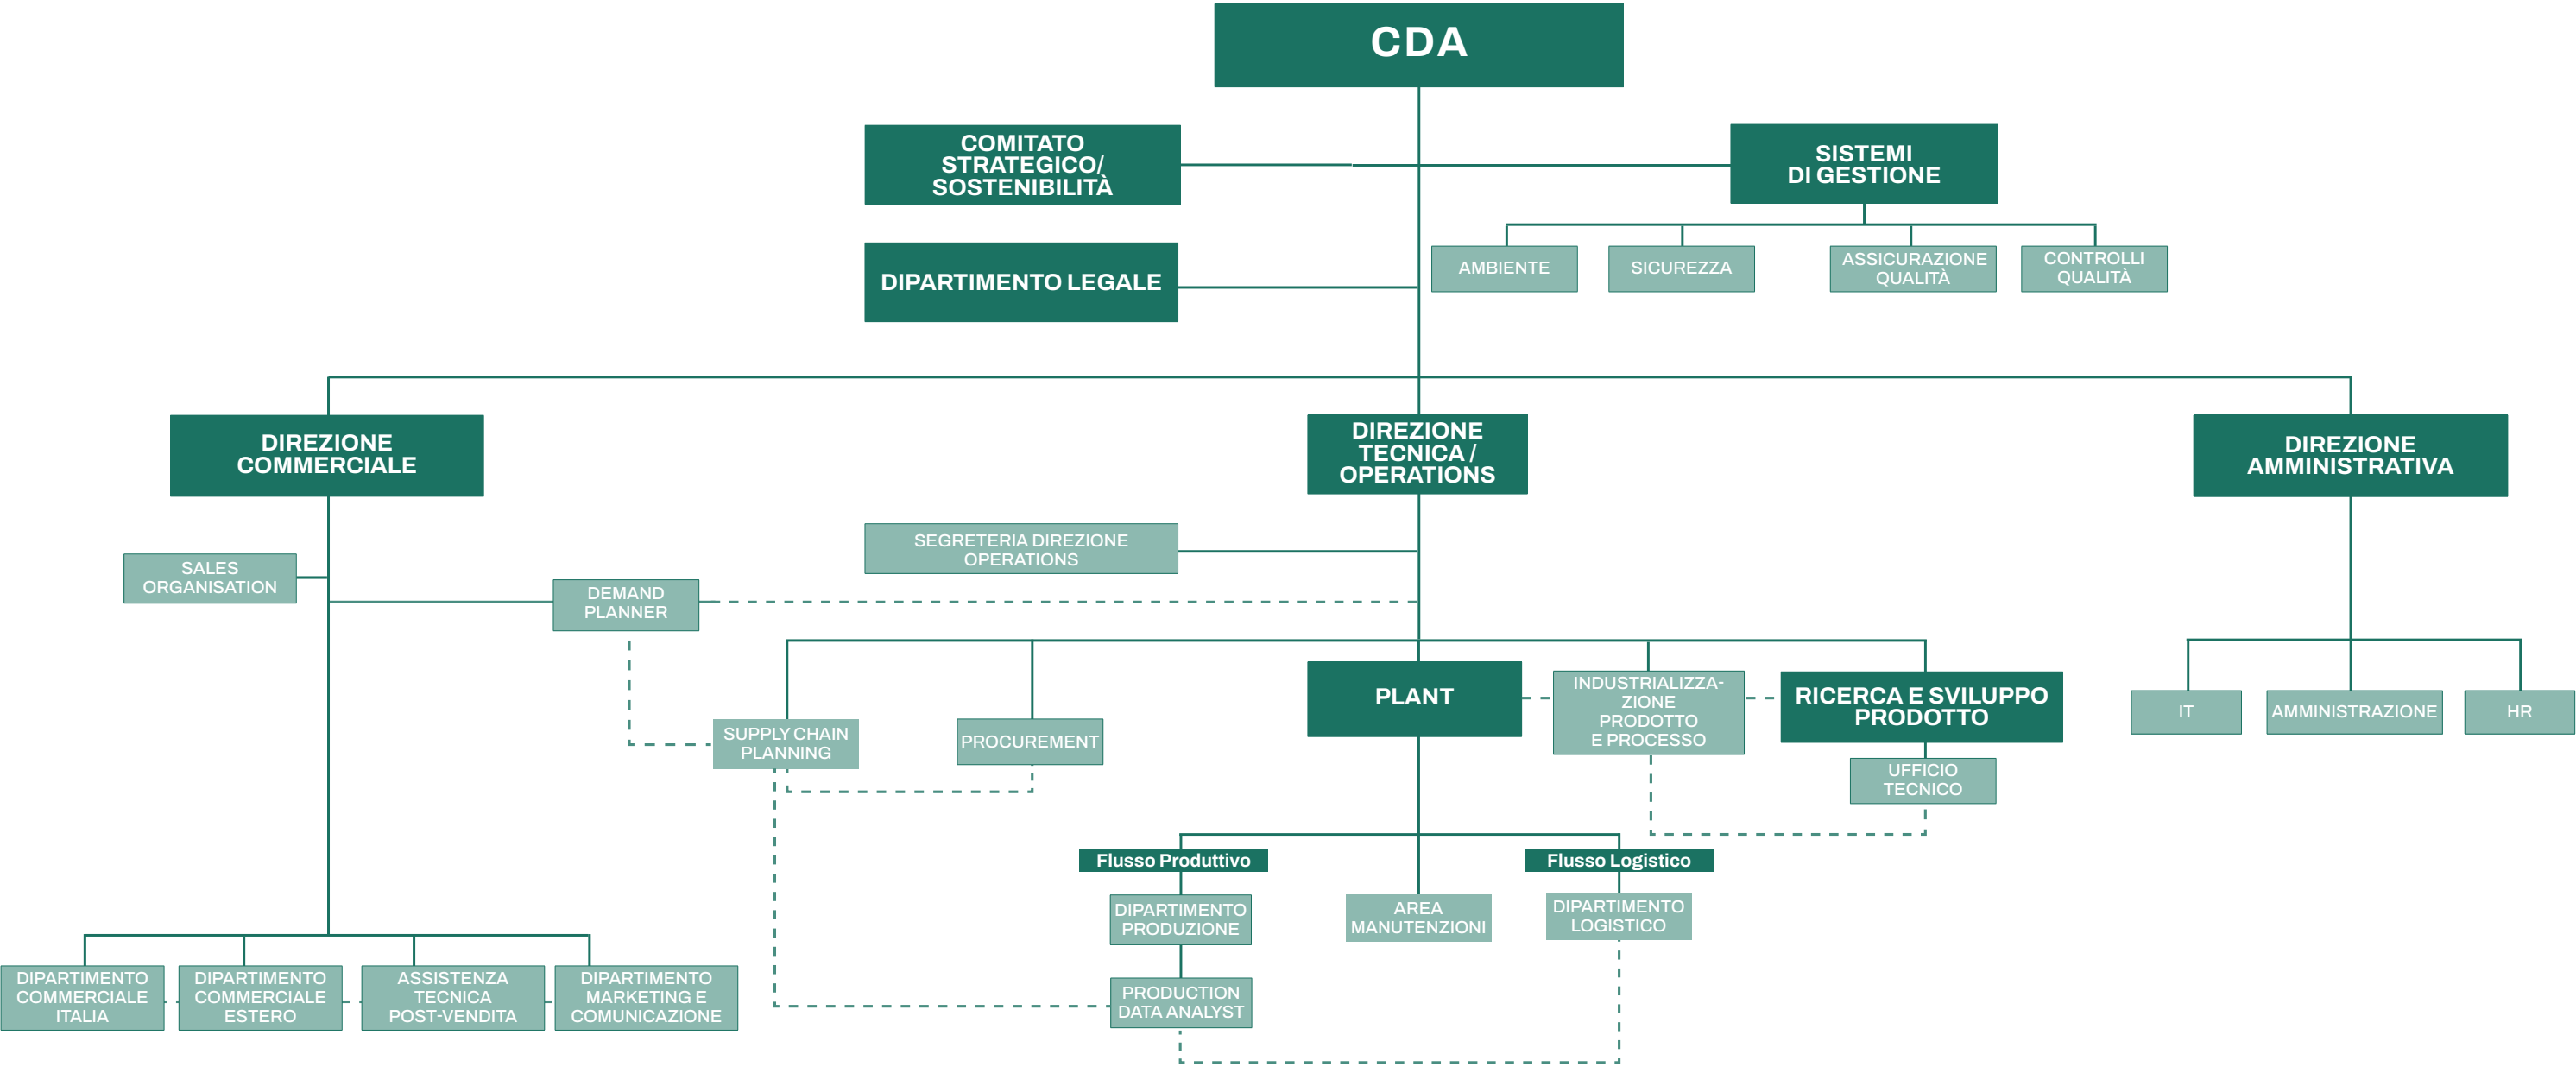 CDA
COMITATO
STRATEGICO/
SOSTENIBILITÀ
SISTEMI
DI GESTIONE
DIPARTIMENTO LEGALE
AMBIENTE
SICUREZZA
ASSICURAZIONE
QUALITÀ
CONTROLLI
QUALITÀ
DIREZIONE
COMMERCIALE
DIREZIONE
TECNICA /
OPERATIONS
DIREZIONE
AMMINISTRATIVA
SEGRETERIA DIREZIONE
OPERATIONS
SALES
ORGANISATION
DEMAND
PLANNER
SUPPLY CHAIN
PLANNING
PROCUREMENT
PLANT
INDUSTRIALIZZA-
ZIONE
PRODOTTO
E PROCESSO
RICERCA E SVILUPPO
PRODOTTO
IT
AMMINISTRAZIONE
HR
UFFICIO
TECNICO
Flusso Produttivo
Flusso Logistico
DIPARTIMENTO
PRODUZIONE
AREA
MANUTENZIONI
DIPARTIMENTO
LOGISTICO
DIPARTIMENTO
COMMERCIALE
ITALIA
DIPARTIMENTO
COMMERCIALE
ESTERO
ASSISTENZA
TECNICA
POST-VENDITA
DIPARTIMENTO
MARKETING E
COMUNICAZIONE
PRODUCTION
DATA ANALYST